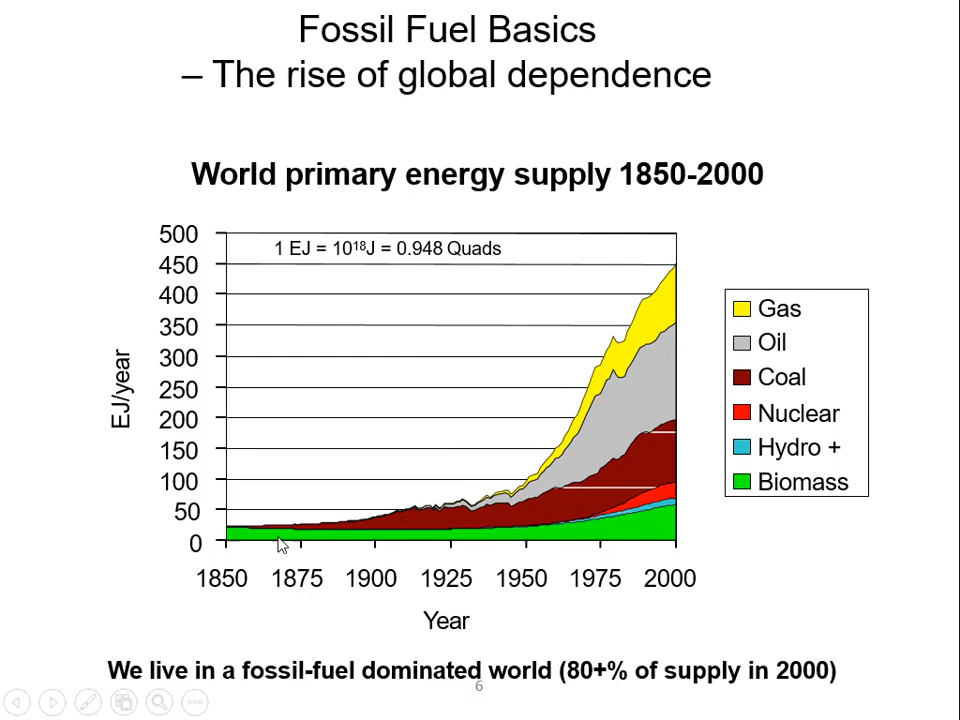 Fossil Fuel Basics
– The rise of global dependence
World primary energy supply 1850-2000
500
450
400
350
300
250
200
150
100
50
0
1 EJ = 10¹⁸J = 0.948 Quads
EJ/year
1850 1875 1900 1925 1950 1975 2000
Year
Gas
Oil
Coal
Nuclear
Hydro +
Biomass
We live in a fossil-fuel dominated world (80+% of supply in 2000)
6